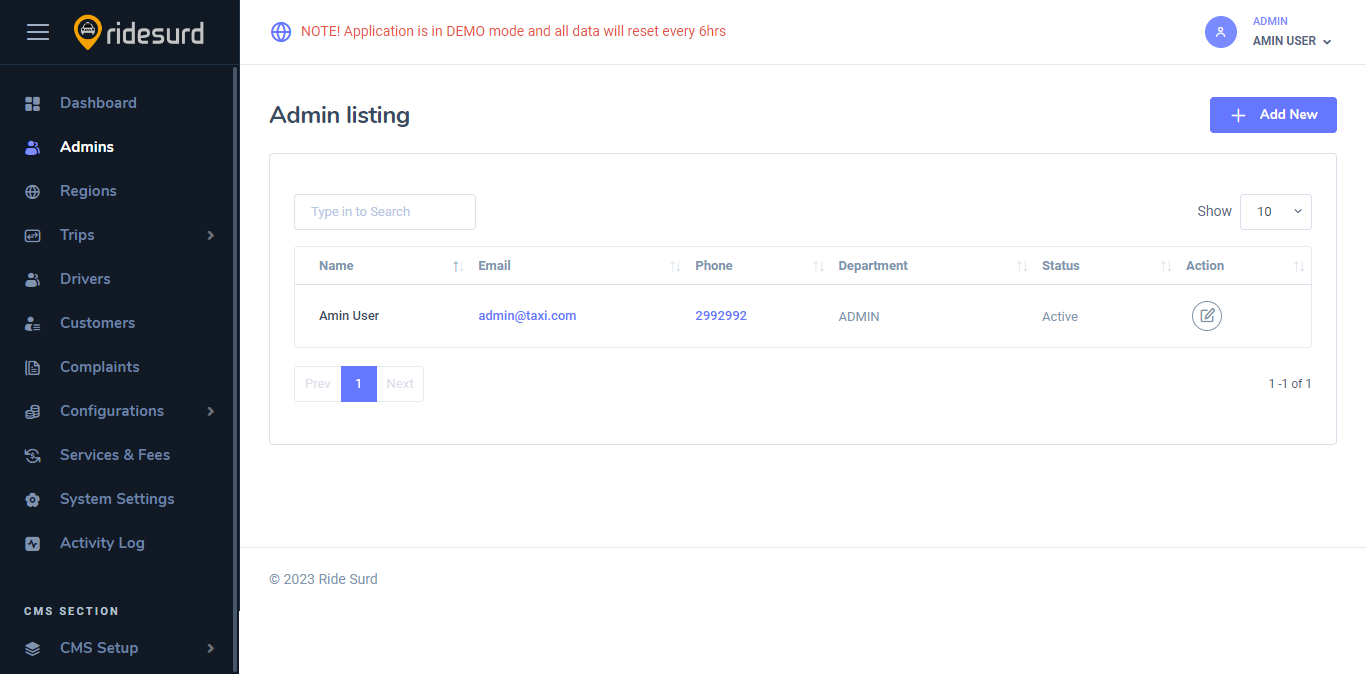 ridesurd
NOTE! Application is in DEMO mode and all data will reset every 6hrs
ADMIN
AMIN USER
Dashboard
Admins
Regions
Trips
Drivers
Customers
Complaints
Configurations
Services & Fees
System Settings
Activity Log
CMS SECTION
CMS Setup
Admin listing
Add New
Type in to Search
Show 10
Name Email Phone Department Status Action
Amin User admin@taxi.com 2992992 ADMIN Active
Prev 1 Next
1 -1 of 1
© 2023 Ride Surd